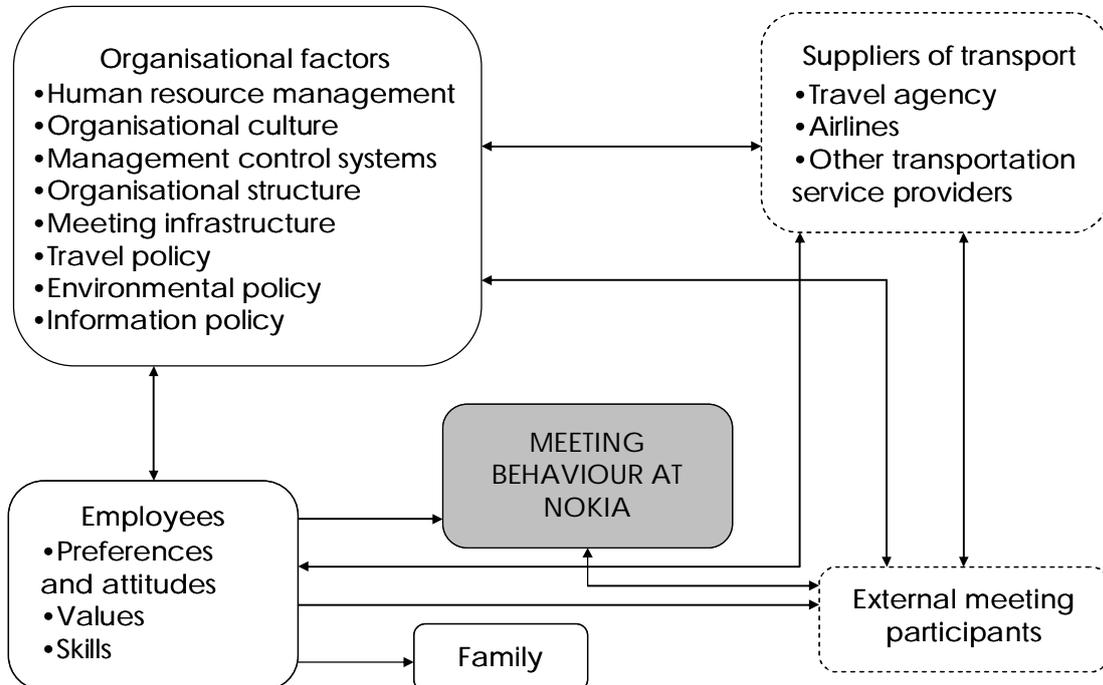 Organisational factors
•Human resource management
•Organisational culture
•Management control systems
•Organisational structure
•Meeting infrastructure
•Travel policy
•Environmental policy
•Information policy
Suppliers of transport
•Travel agency
•Airlines
•Other transportation
service providers
MEETING
BEHAVIOUR AT
NOKIA
Employees
•Preferences
and attitudes
•Values
•Skills
Family
External meeting
participants